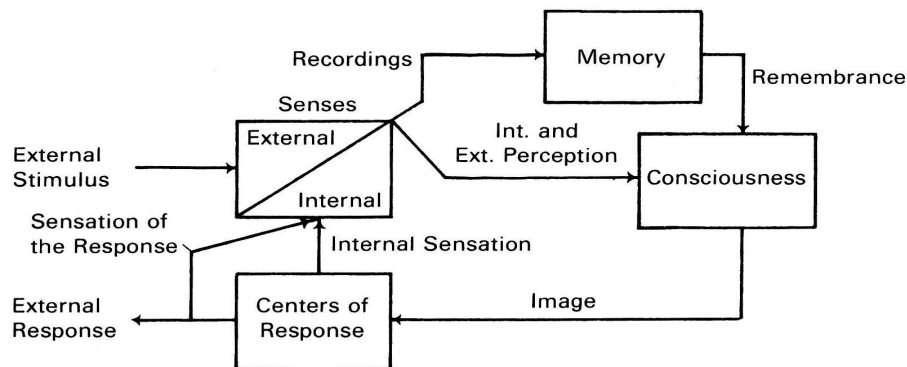 Recordings
Memory
Remembrance
Senses
External
Internal
Int. and
Ext. Perception
Consciousness
External
Stimulus
Sensation of
the Response
Internal Sensation
External
Response
Centers of
Response
Image